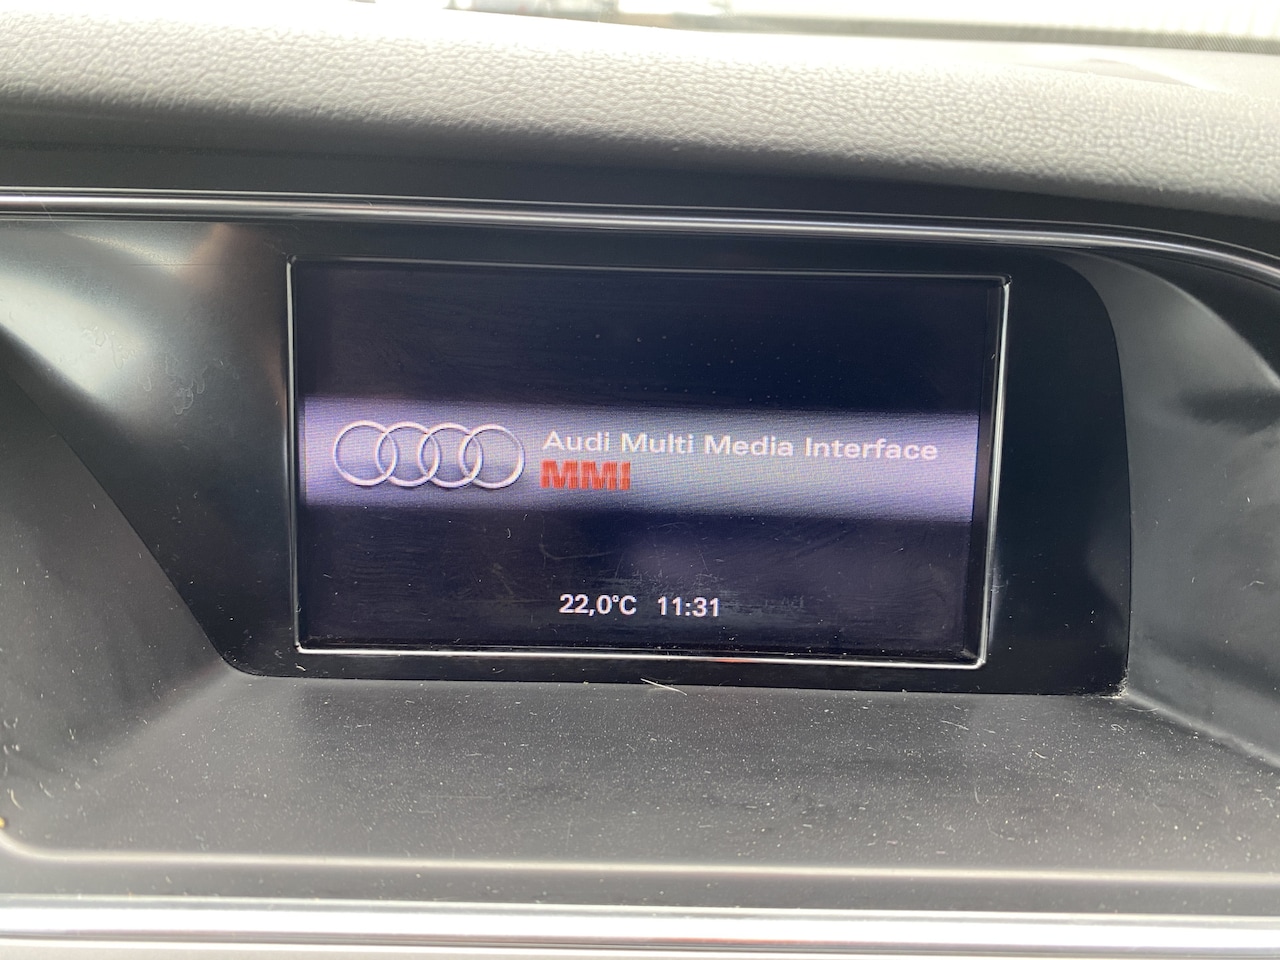 Audi Multi Media Interface
MMI
22,0°C 11:31